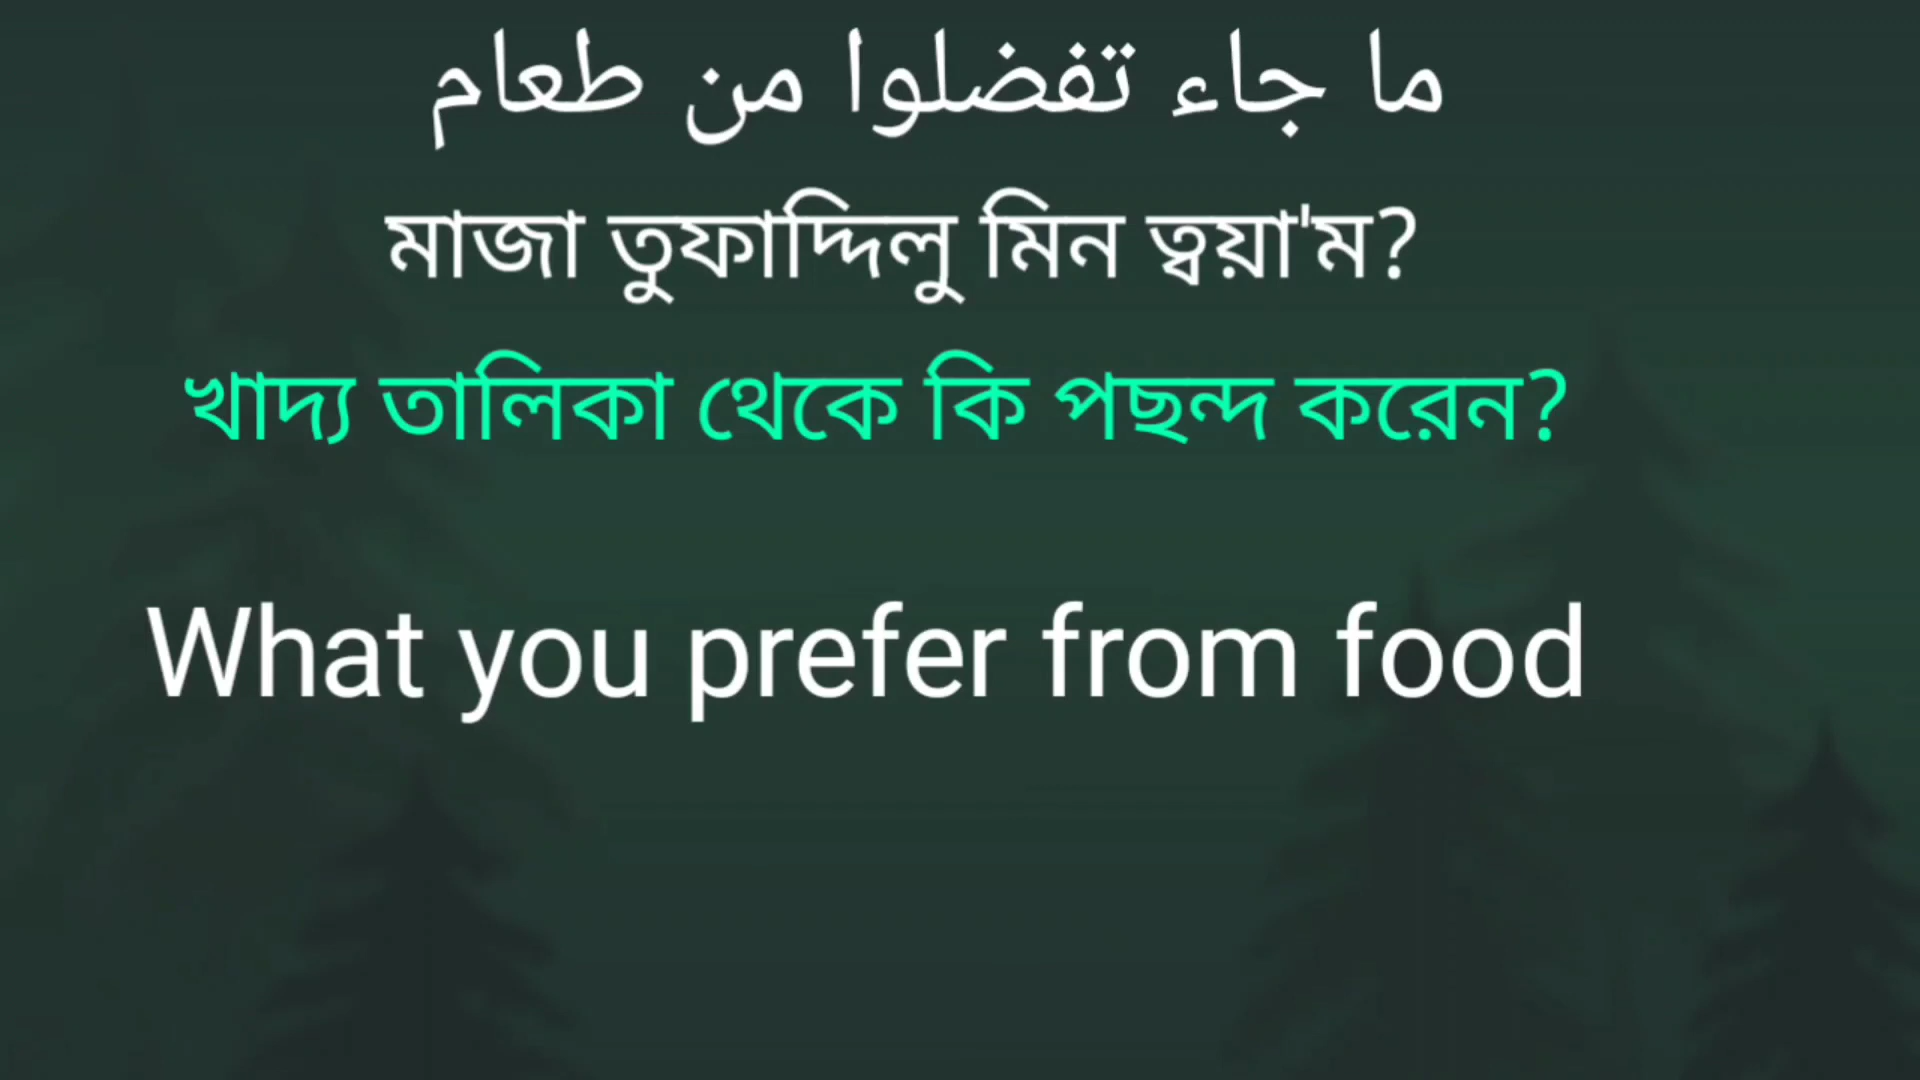 ما جاء تفضلوا من طعام
মাজা তুফাদ্দিলু মিন ত্বয়া'ম?
খাদ্য তালিকা থেকে কি পছন্দ করেন?
What you prefer from food